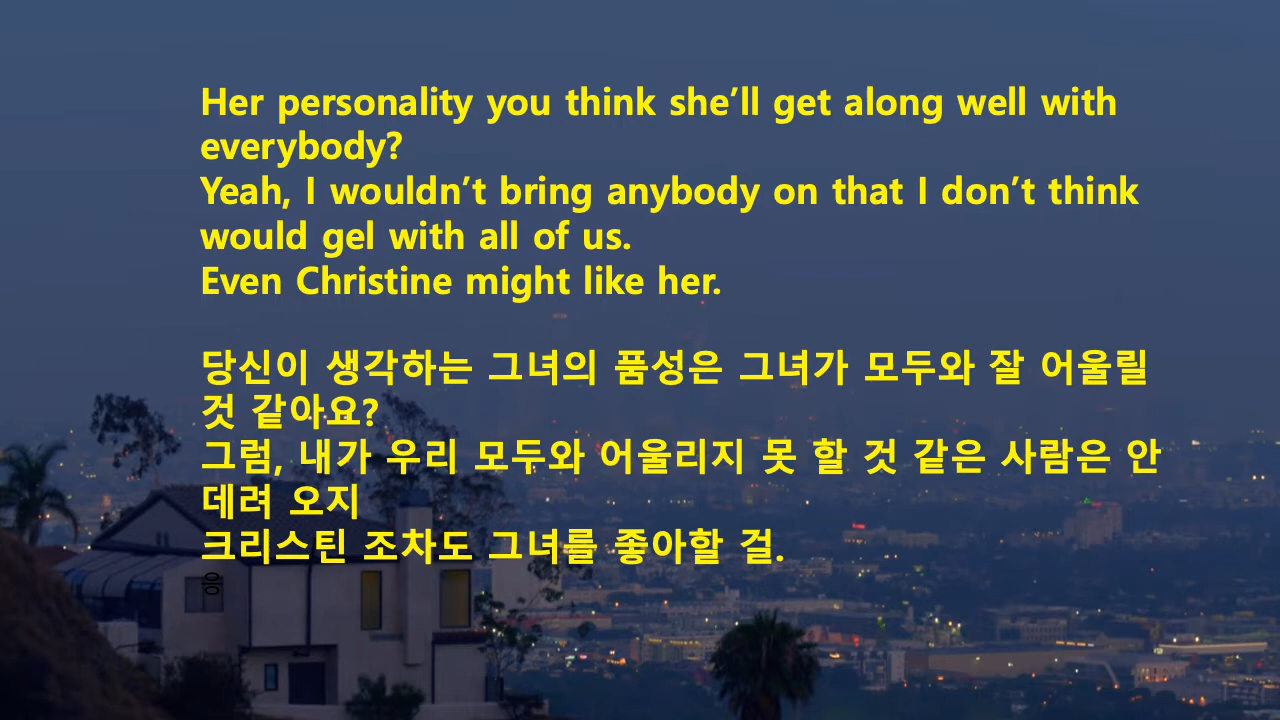 Her personality you think she’ll get along well with
everybody?
Yeah, I wouldn’t bring anybody on that I don’t think
would gel with all of us.
Even Christine might like her.
당신이 생각하는 그녀의 품성은 그녀가 모두와 잘 어울릴
것 같아요?
그럼, 내가 우리 모두와 어울리지 못 할 것 같은 사람은 안
데려 오지
크리스틴 조차도 그녀를 좋아할 걸.
응